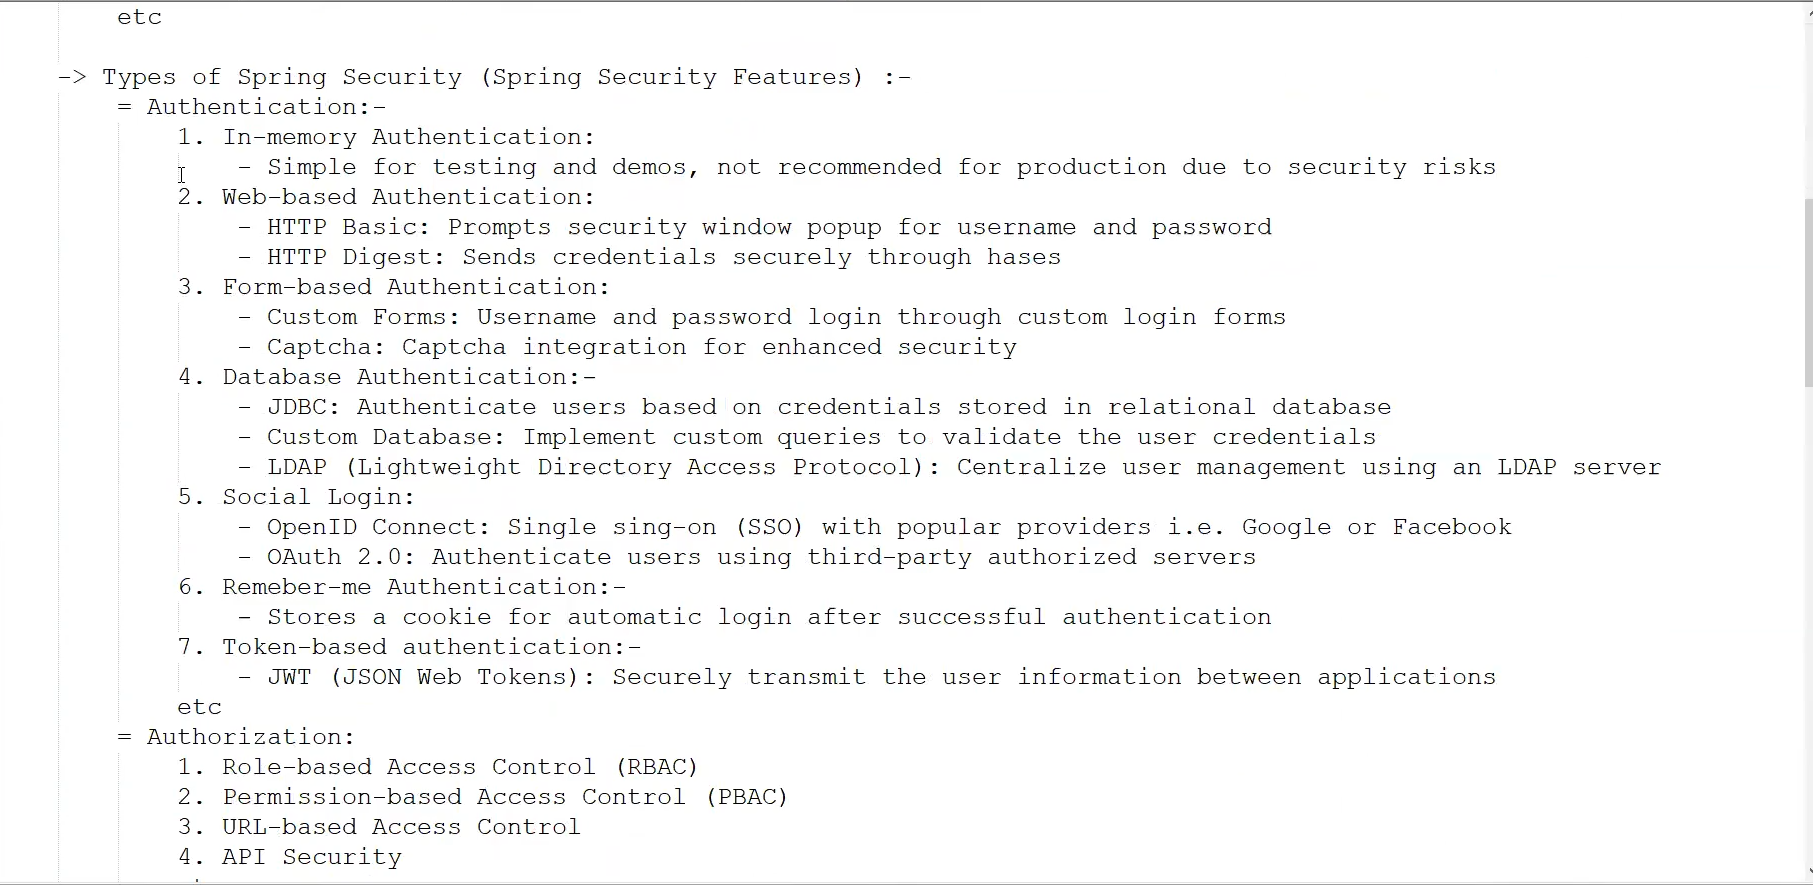 etc
-> Types of Spring Security (Spring Security Features) :-
= Authentication:-
1. In-memory Authentication:
- Simple for testing and demos, not recommended for production due to security risks
2. Web-based Authentication:
- HTTP Basic: Prompts security window popup for username and password
- HTTP Digest: Sends credentials securely through hases
3. Form-based Authentication:
- Custom Forms: Username and password login through custom login forms
- Captcha: Captcha integration for enhanced security
4. Database Authentication:-
- JDBC: Authenticate users based on credentials stored in relational database
- Custom Database: Implement custom queries to validate the user credentials
- LDAP (Lightweight Directory Access Protocol): Centralize user management using an LDAP server
5. Social Login:
- OpenID Connect: Single sing-on (SSO) with popular providers i.e. Google or Facebook
- OAuth 2.0: Authenticate users using third-party authorized servers
6. Remeber-me Authentication:-
- Stores a cookie for automatic login after successful authentication
7. Token-based authentication:-
- JWT (JSON Web Tokens): Securely transmit the user information between applications
etc
= Authorization:
1. Role-based Access Control (RBAC)
2. Permission-based Access Control (PBAC)
3. URL-based Access Control
4. API Security